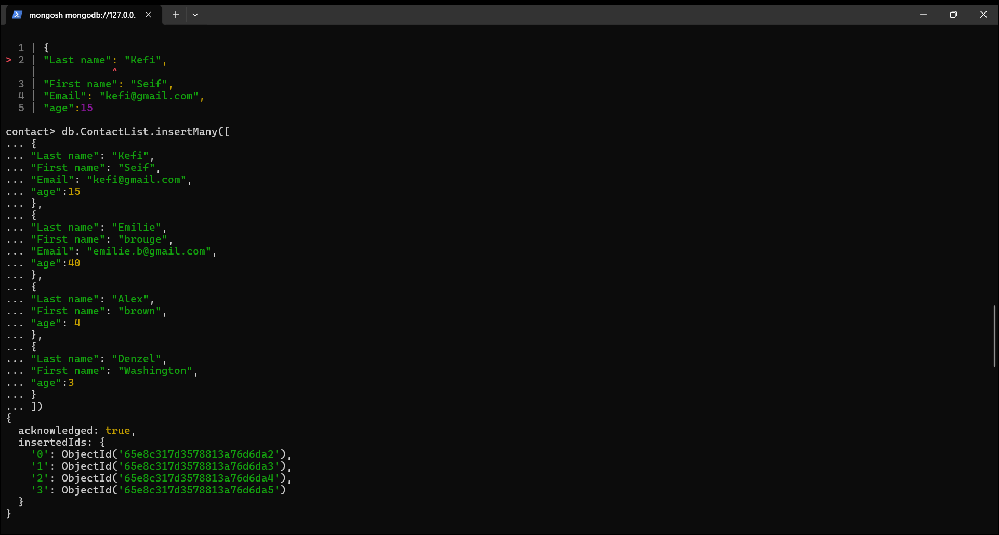 mongosh mongodb://127.0.0.
1 | {
> 2 | "Last name": "Kefi",
| ^
3 | "First name": "Seif",
4 | "Email": "kefi@gmail.com",
5 | "age":15
contact> db.ContactList.insertMany([
... {
... "Last name": "Kefi",
... "First name": "Seif",
... "Email": "kefi@gmail.com",
... "age":15
... },
... {
... "Last name": "Emilie",
... "First name": "brouge",
... "Email": "emilie.b@gmail.com",
... "age":40
... },
... {
... "Last name": "Alex",
... "First name": "brown",
... "age": 4
... },
... {
... "Last name": "Denzel",
... "First name": "Washington",
... "age":3
... }
... ])
{
acknowledged: true,
insertedIds: {
'0': ObjectId('65e8c317d3578813a76d6da2'),
'1': ObjectId('65e8c317d3578813a76d6da3'),
'2': ObjectId('65e8c317d3578813a76d6da4'),
'3': ObjectId('65e8c317d3578813a76d6da5')
}
}